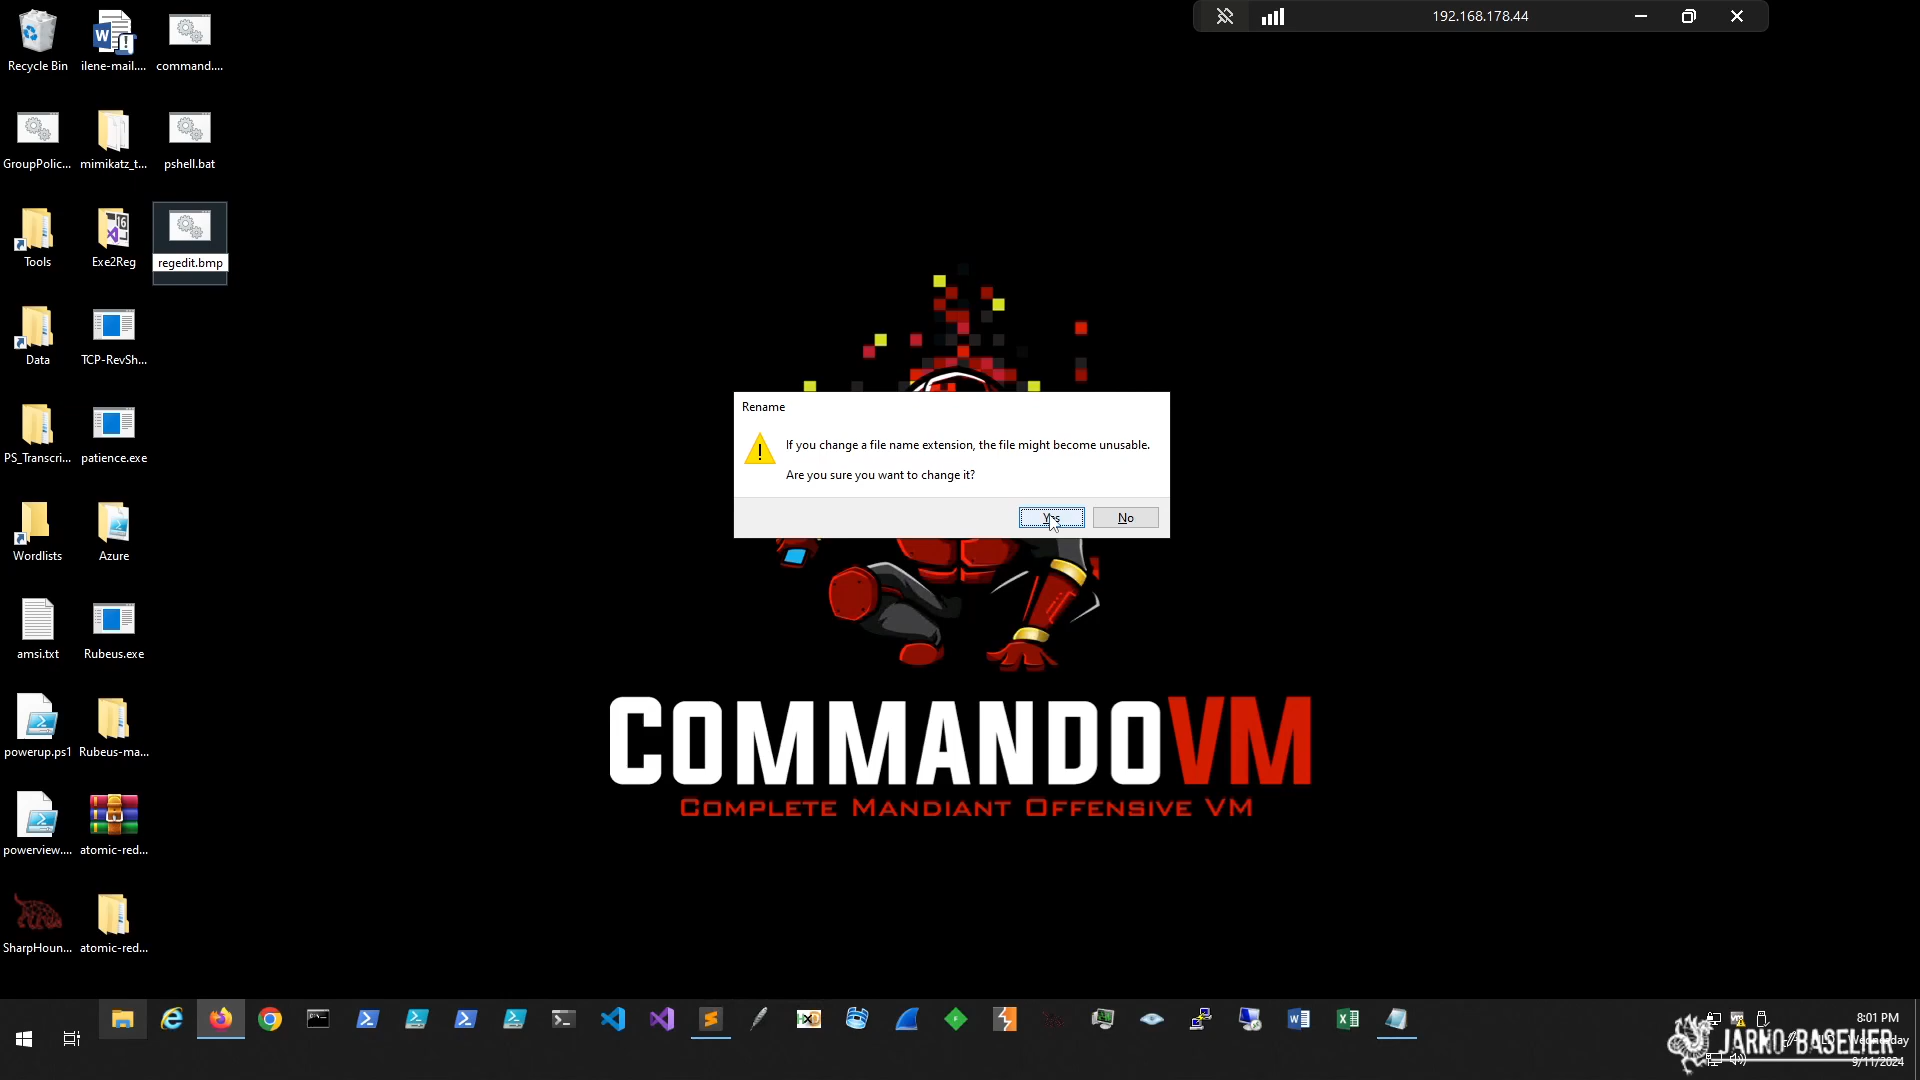 192.168.178.44
Recycle Bin
ilene-mail....
command....
GroupPolic...
mimikatz_t...
pshell.bat
Tools
Exe2Reg
regedit.bmp
Data
TCP-RevSh...
PS_Transcri...
patience.exe
Wordlists
Azure
amsi.txt
Rubeus.exe
powerup.ps1
Rubeus-ma...
powerview....
atomic-red...
SharpHoun...
atomic-red...
Rename
If you change a file name extension, the file might become unusable.
Are you sure you want to change it?
Yes
No
COMMANDOVM
COMPLETE MANDIANT OFFENSIVE VM
8:01 PM
Wednesday
9/11/2024
JARNO BASELIER